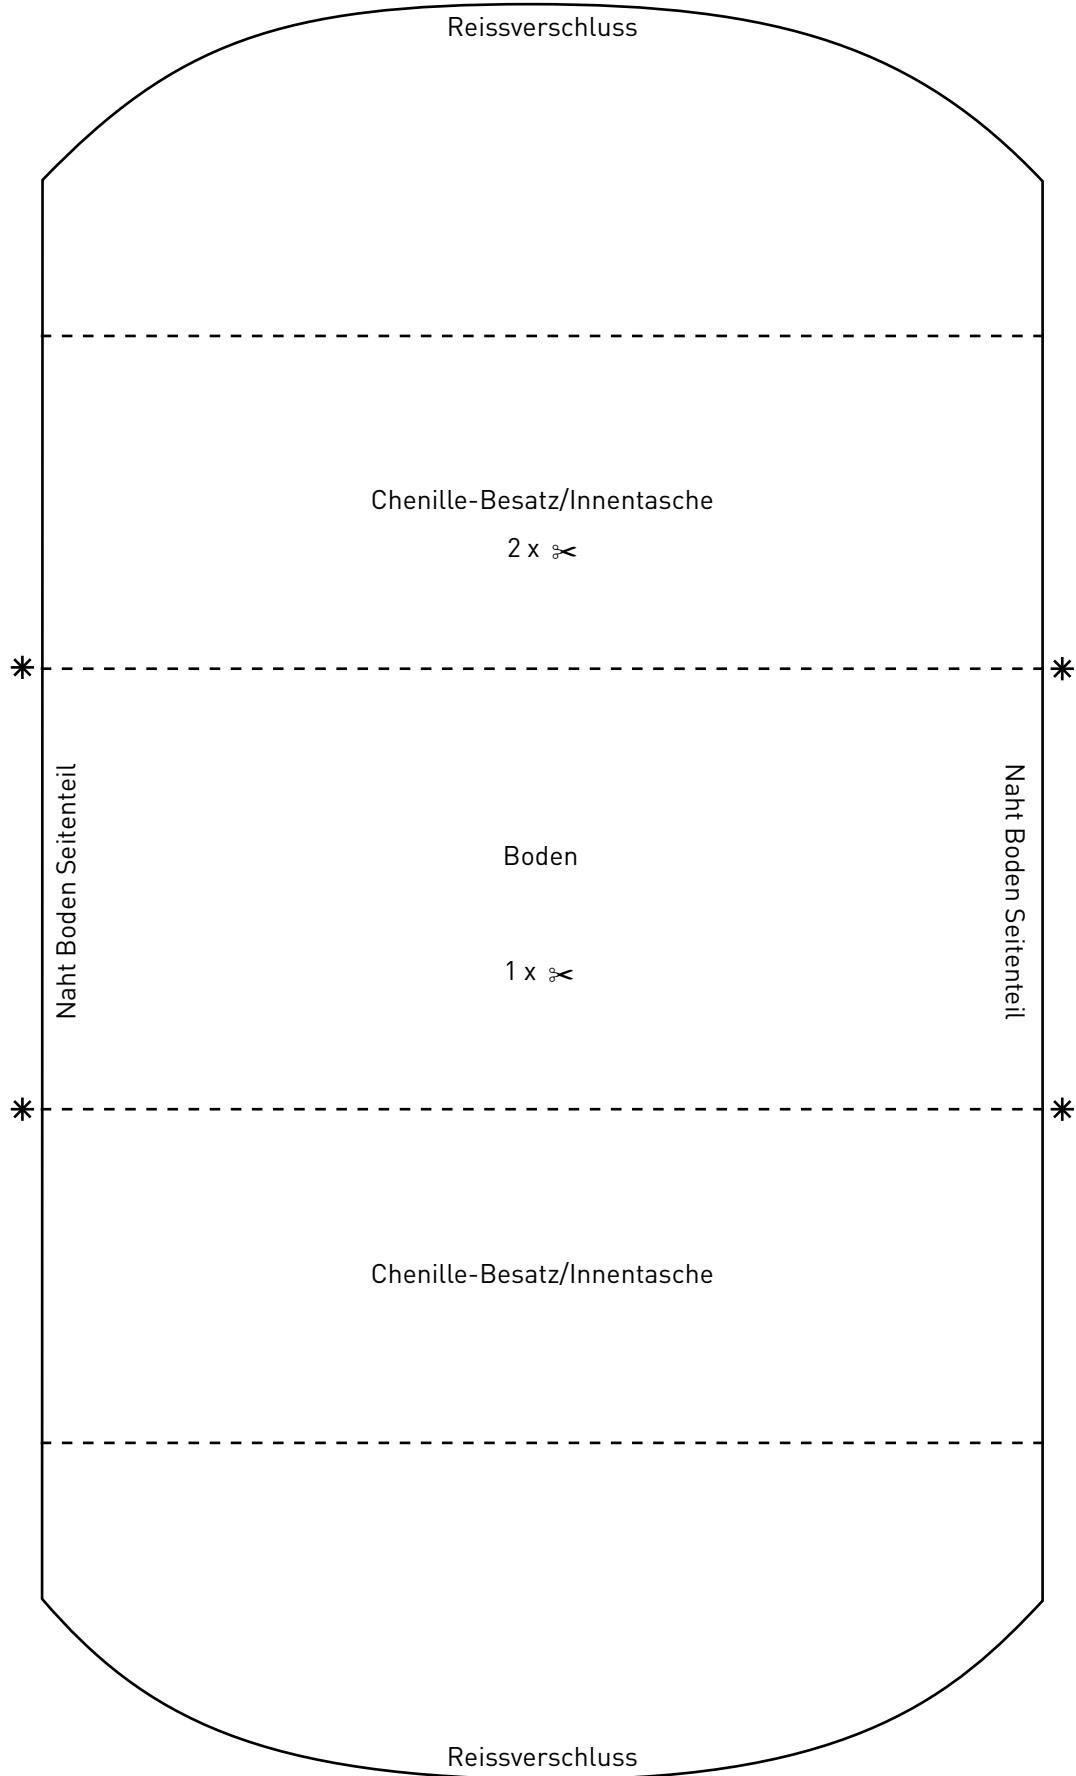 Reissverschluss
Chenille-Besatz/Innentasche
2 x ✂
Naht Boden Seitenteil
Naht Boden Seitenteil
Boden
1 x ✂
Chenille-Besatz/Innentasche
Reissverschluss